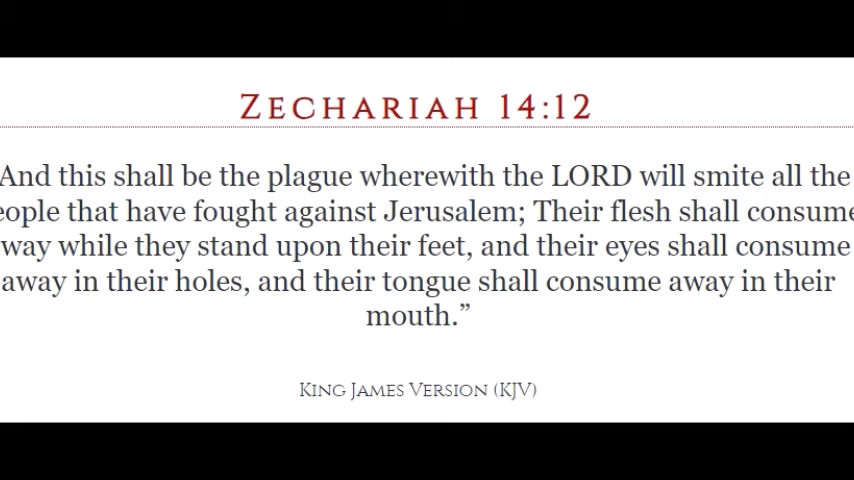 ZECHARIAH 14:12
And this shall be the plague wherewith the LORD will smite all the
eople that have fought against Jerusalem; Their flesh shall consume
way while they stand upon their feet, and their eyes shall consume
away in their holes, and their tongue shall consume away in their
mouth.”
KING JAMES VERSION (KJV)